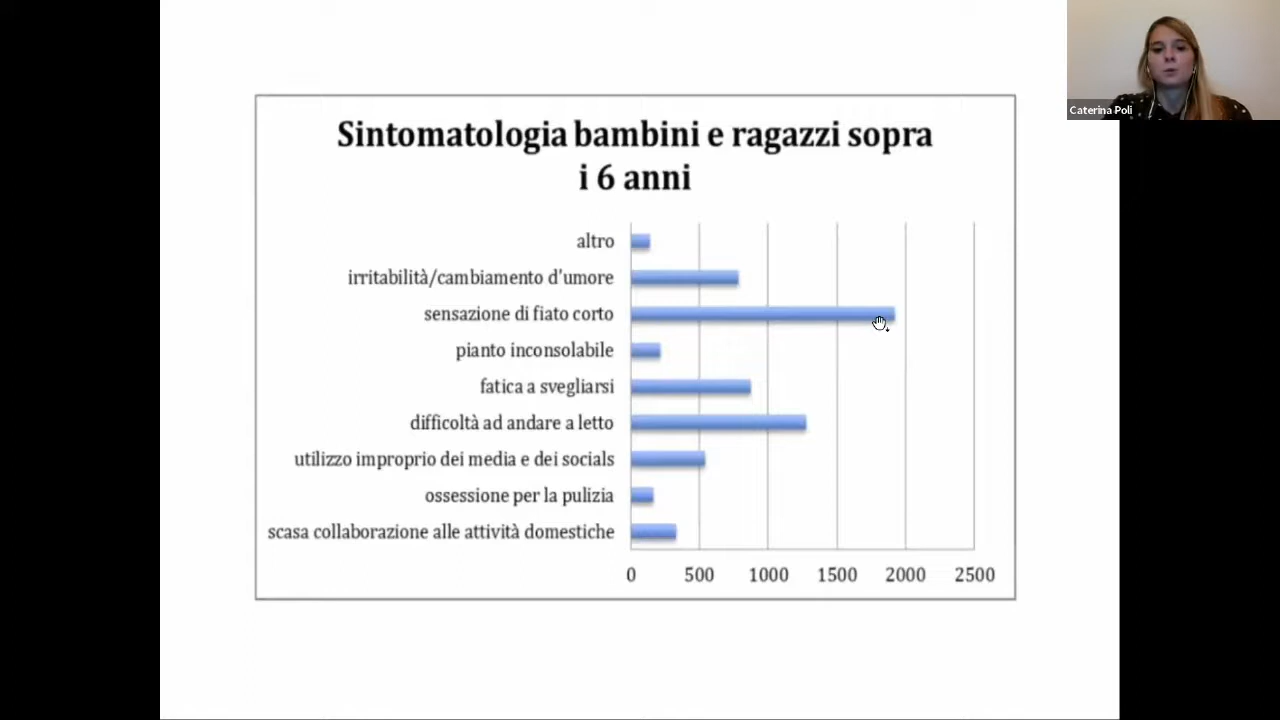 Caterina Poli
Sintomatologia bambini e ragazzi sopra
i 6 anni
altro
irritabilità/cambiamento d'umore
sensazione di fiato corto
pianto inconsolabile
fatica a svegliarsi
difficoltà ad andare a letto
utilizzo improprio dei media e dei socials
ossessione per la pulizia
scasa collaborazione alle attività domestiche
0 500 1000 1500 2000 2500